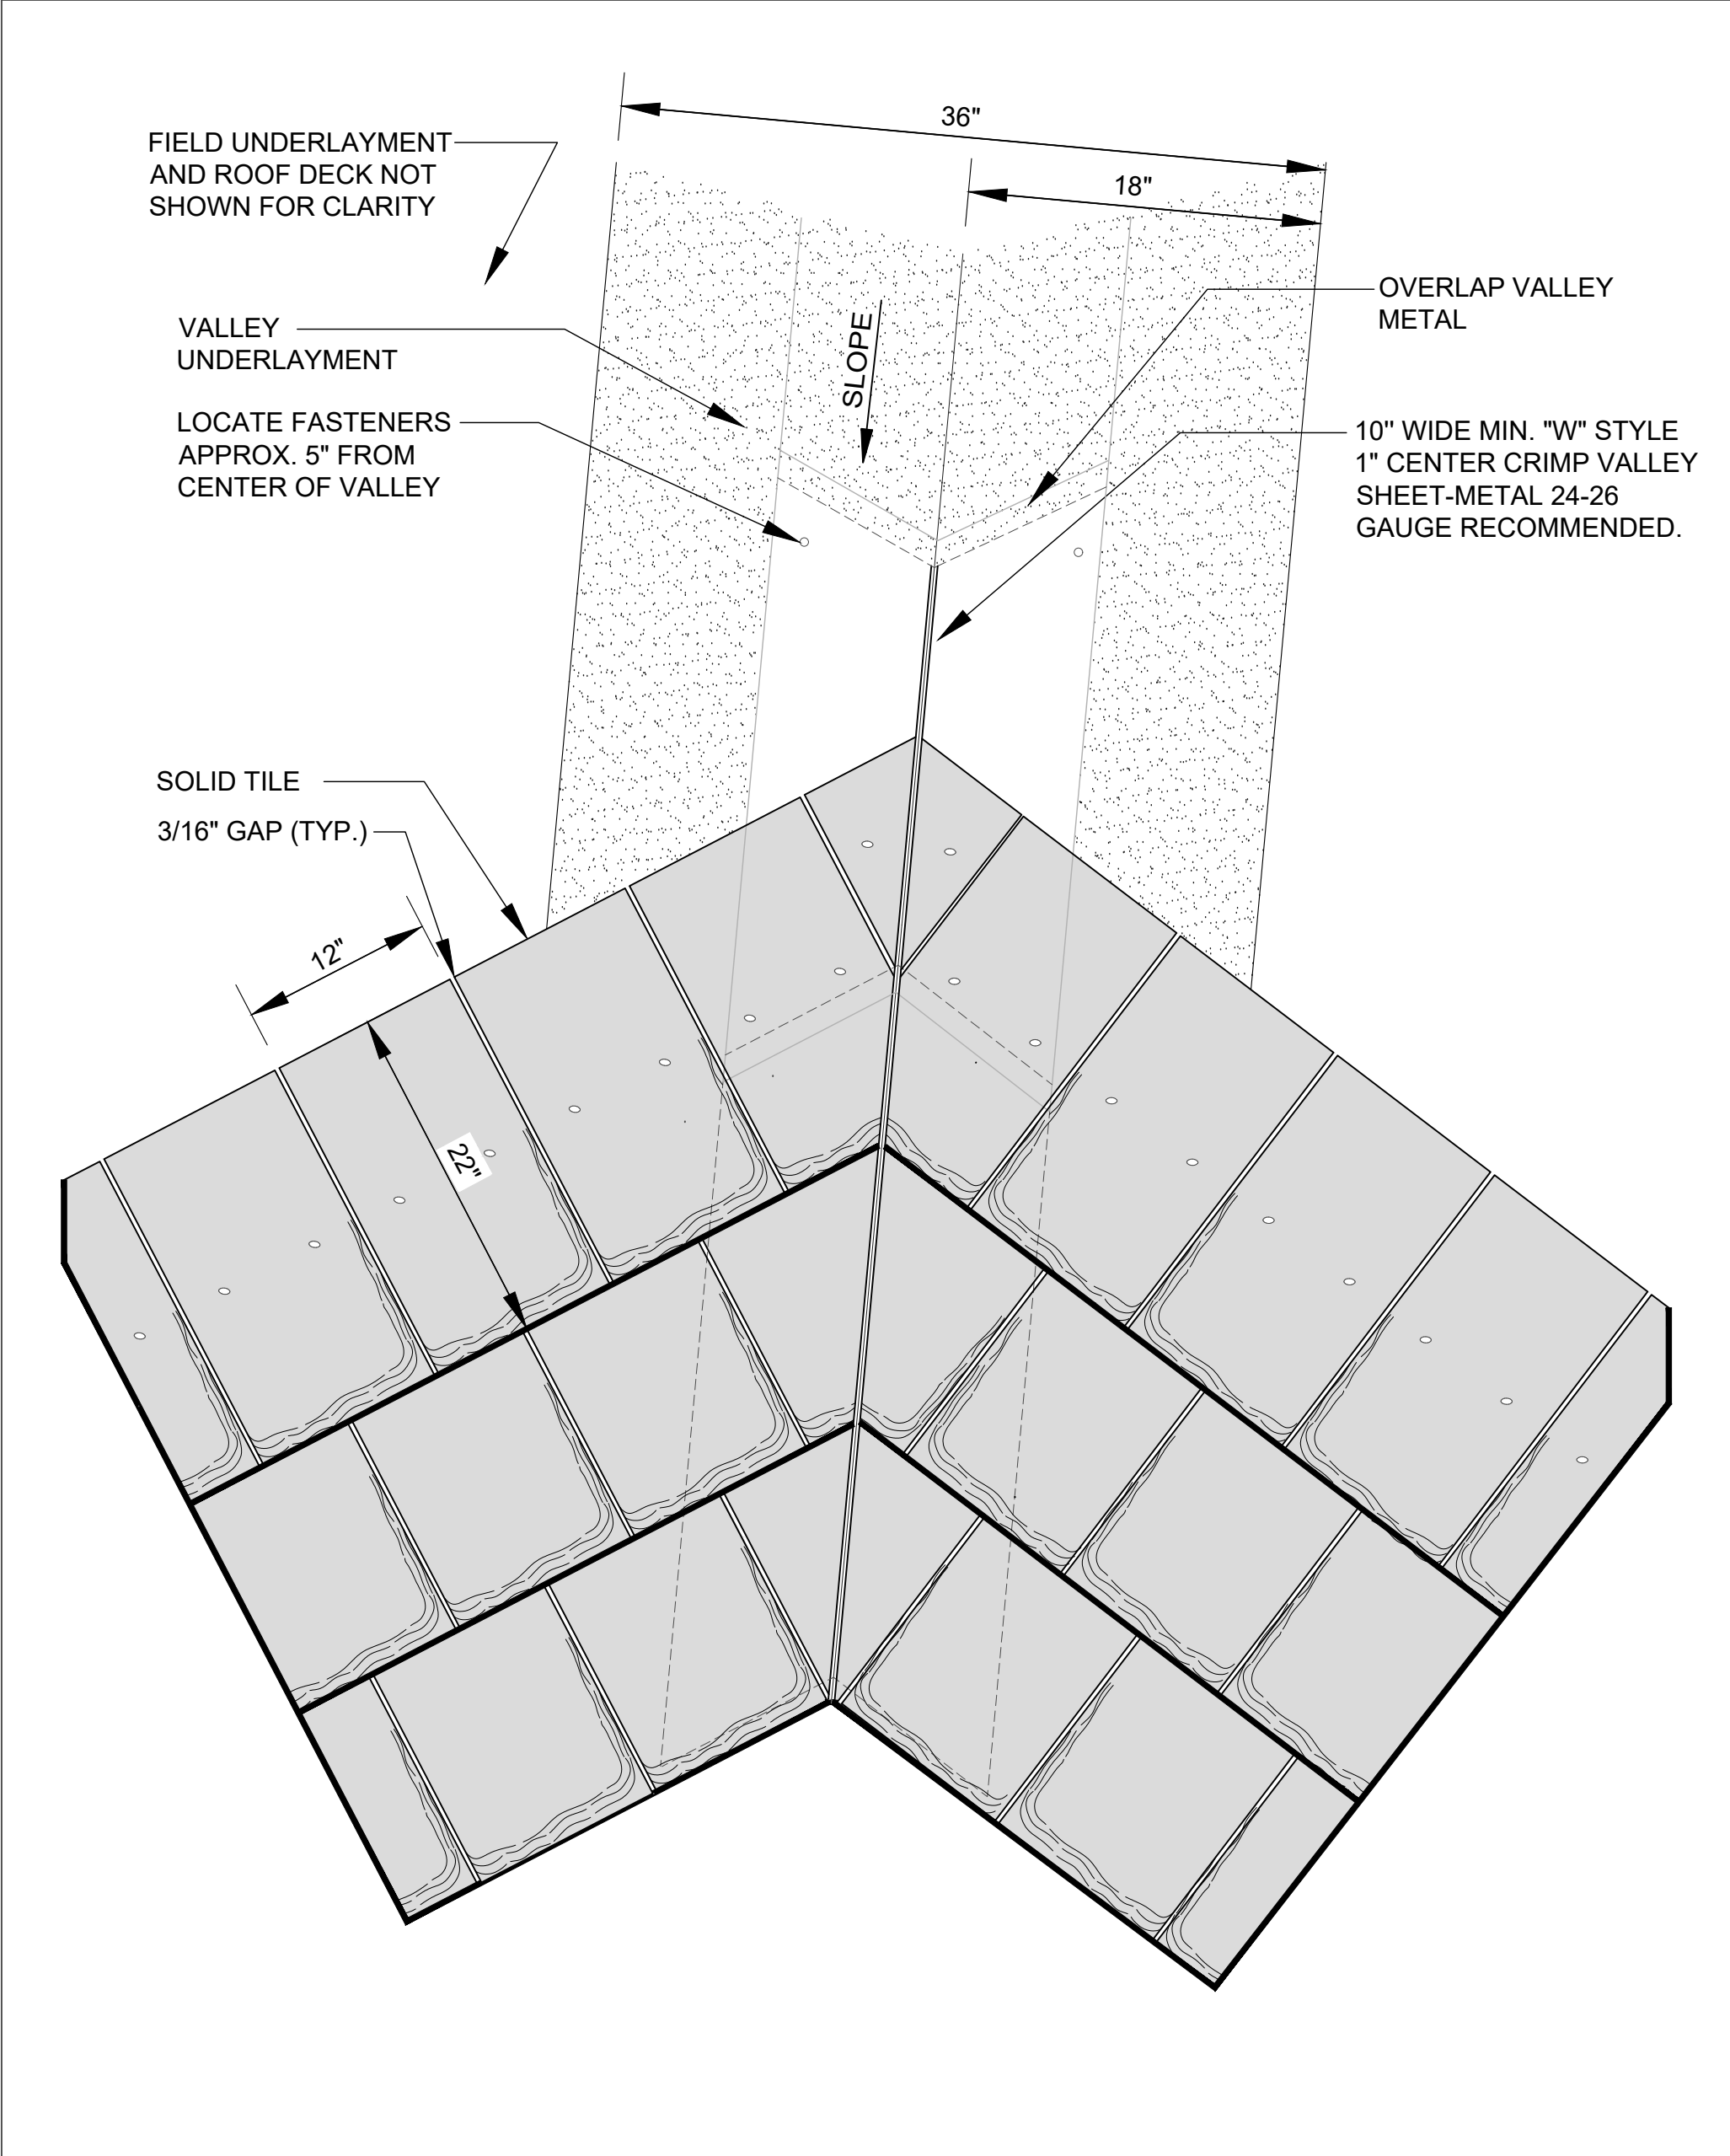 36"
18"
FIELD UNDERLAYMENT
AND ROOF DECK NOT
SHOWN FOR CLARITY
OVERLAP VALLEY
METAL
VALLEY
UNDERLAYMENT
SLOPE
LOCATE FASTENERS
APPROX. 5" FROM
CENTER OF VALLEY
10" WIDE MIN. "W" STYLE
1" CENTER CRIMP VALLEY
SHEET-METAL 24-26
GAUGE RECOMMENDED.
SOLID TILE
3/16" GAP (TYP.)
12"
22"